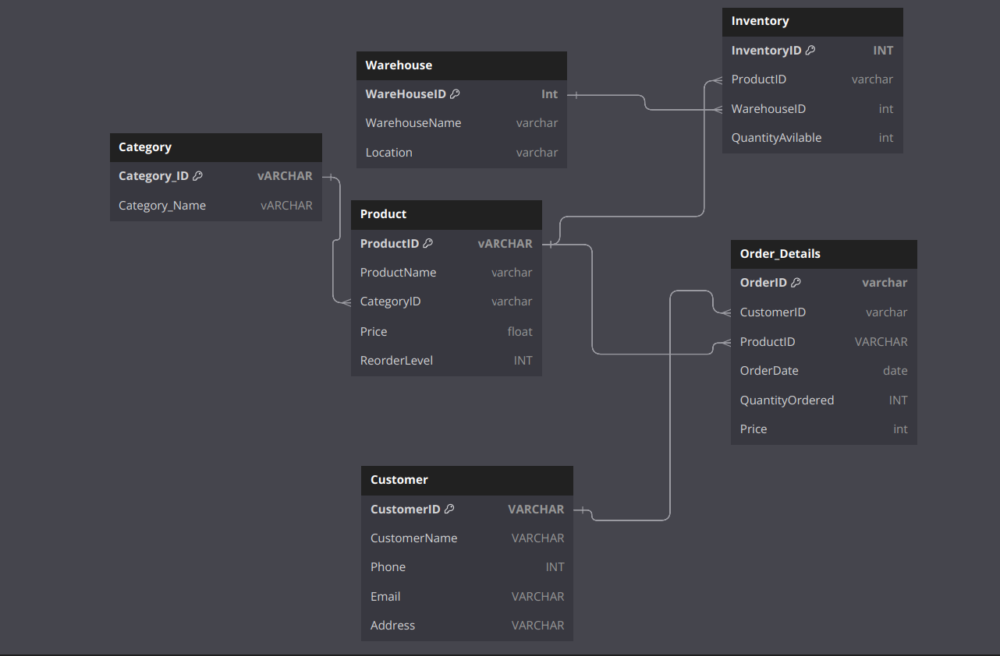 Inventory
InventoryID INT
ProductID varchar
WarehouseID int
QuantityAvilable int
Warehouse
WareHouseID Int
WarehouseName varchar
Location varchar
Category
Category_ID vARCHAR
Category_Name vARCHAR
Product
ProductID vARCHAR
ProductName varchar
CategoryID varchar
Price float
ReorderLevel INT
Order_Details
OrderID varchar
CustomerID varchar
ProductID VARCHAR
OrderDate date
QuantityOrdered INT
Price int
Customer
CustomerID VARCHAR
CustomerName VARCHAR
Phone INT
Email VARCHAR
Address VARCHAR